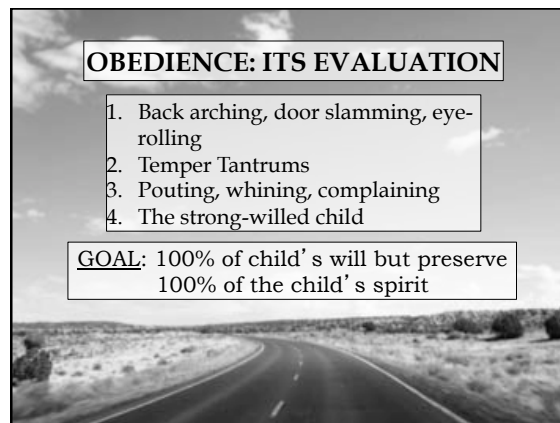 OBEDIENCE: ITS EVALUATION
1. Back arching, door slamming, eye-
rolling
2. Temper Tantrums
3. Pouting, whining, complaining
4. The strong-willed child
GOAL: 100% of child's will but preserve
100% of the child's spirit